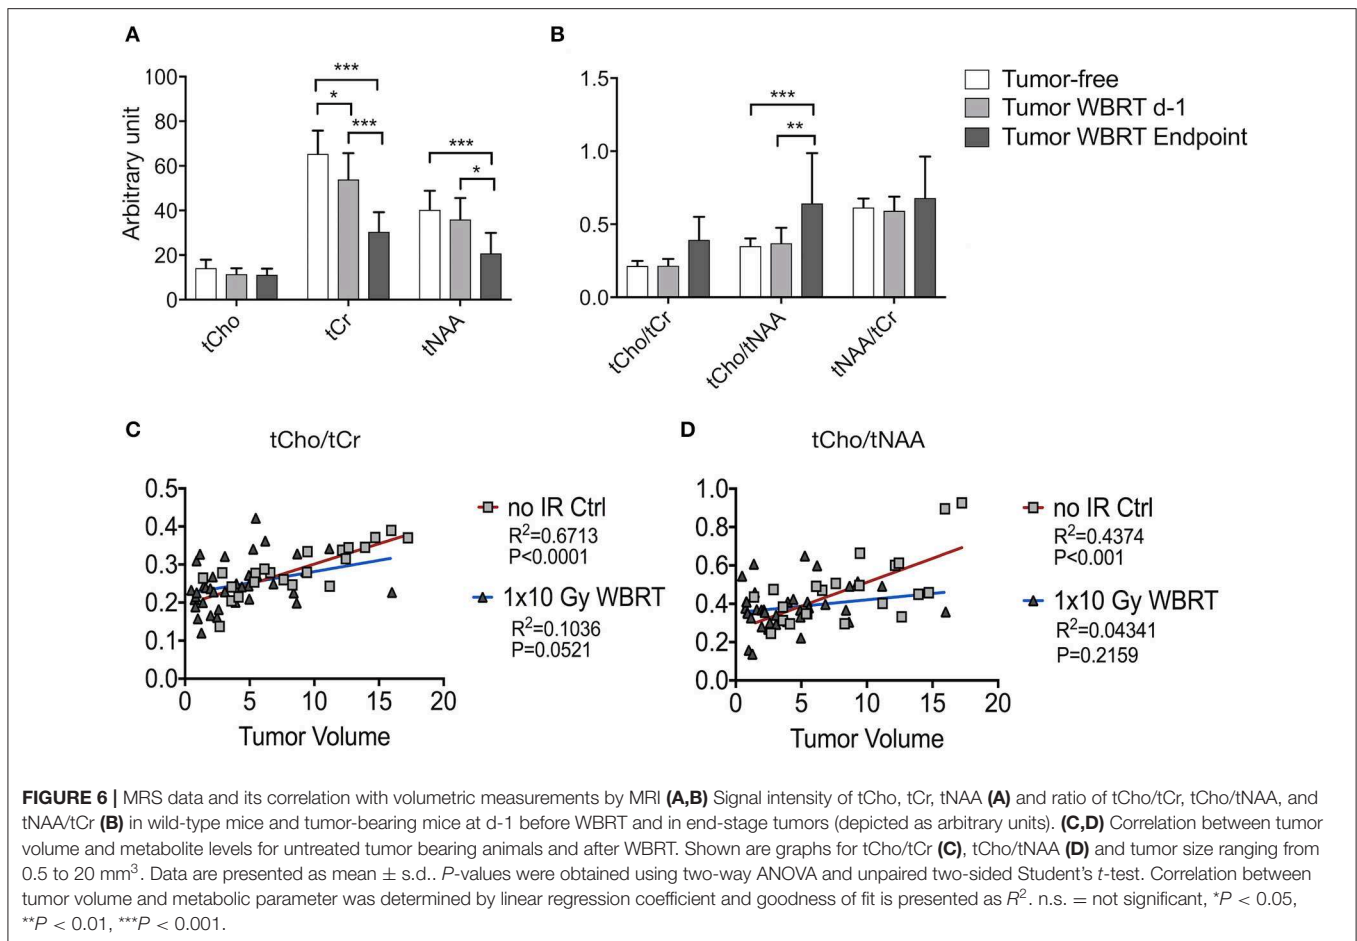 A
B
100
80
60
40
20
0
Arbitrary unit
***
*
***
***
*
tCho
tCr
tNAA
1.5
1.0
0.5
0.0
***
**
tCho/tCr
tCho/tNAA
tNAA/tCr
Tumor-free
Tumor WBRT d-1
Tumor WBRT Endpoint
C
tCho/tCr
0.5
0.4
0.3
0.2
0.1
0.0
0 5 10 15 20
Tumor Volume
no IR Ctrl
R²=0.6713
P<0.0001
1x10 Gy WBRT
R²=0.1036
P=0.0521
D
tCho/tNAA
1.0
0.8
0.6
0.4
0.2
0.0
0 5 10 15 20
Tumor Volume
no IR Ctrl
R²=0.4374
P<0.001
1x10 Gy WBRT
R²=0.04341
P=0.2159
FIGURE 6 | MRS data and its correlation with volumetric measurements by MRI (A,B) Signal intensity of tCho, tCr, tNAA (A) and ratio of tCho/tCr, tCho/tNAA, and
tNAA/tCr (B) in wild-type mice and tumor-bearing mice at d-1 before WBRT and in end-stage tumors (depicted as arbitrary units). (C,D) Correlation between tumor
volume and metabolite levels for untreated tumor bearing animals and after WBRT. Shown are graphs for tCho/tCr (C), tCho/tNAA (D) and tumor size ranging from
0.5 to 20 mm³. Data are presented as mean ± s.d.. P-values were obtained using two-way ANOVA and unpaired two-sided Student's t-test. Correlation between
tumor volume and metabolic parameter was determined by linear regression coefficient and goodness of fit is presented as R². n.s. = not significant, *P < 0.05,
**P < 0.01, ***P < 0.001.